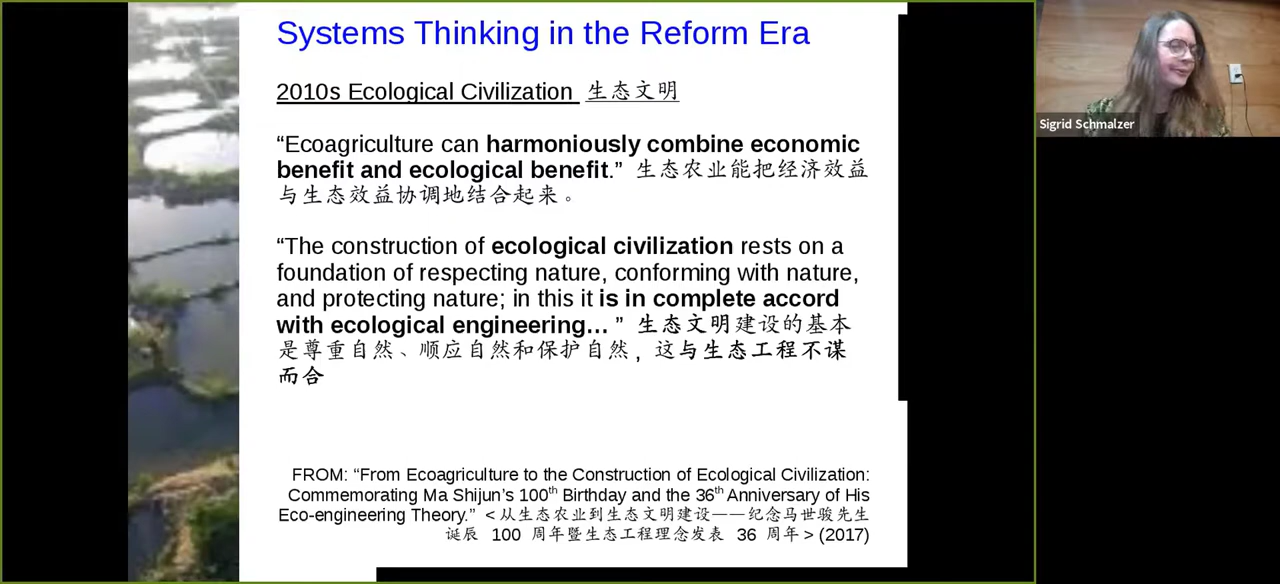 Systems Thinking in the Reform Era
2010s Ecological Civilization 生态文明
“Ecoagriculture can harmoniously combine economic
benefit and ecological benefit.” 生态农业能把经济效益
与生态效益协调地结合起来。
“The construction of ecological civilization rests on a
foundation of respecting nature, conforming with nature,
and protecting nature; in this it is in complete accord
with ecological engineering… ” 生态文明建设的基本
是尊重自然、顺应自然和保护自然, 这与生态工程不谋
而合
FROM: “From Ecoagriculture to the Construction of Ecological Civilization:
Commemorating Ma Shijun’s 100th Birthday and the 36th Anniversary of His
Eco-engineering Theory.” <从生态农业到生态文明建设——纪念马世骏先生
诞辰 100 周年暨生态工程理念发表 36 周年> (2017)
Sigrid Schmalzer